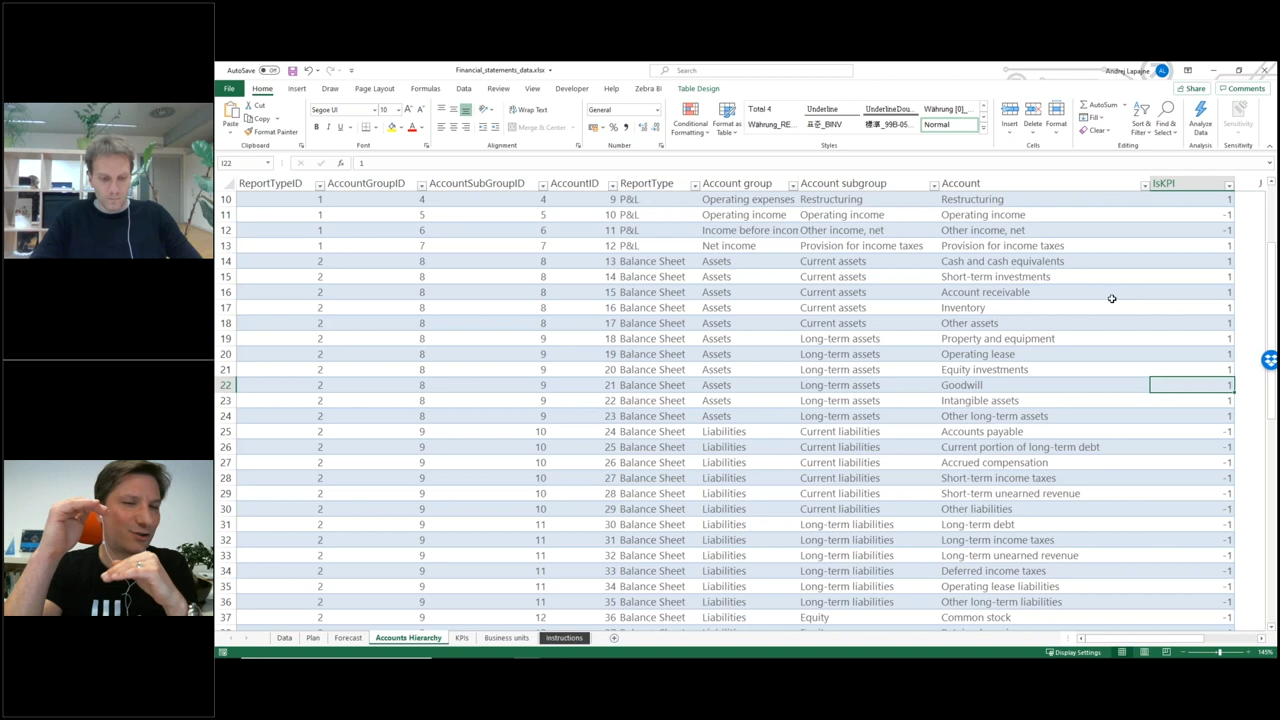 AutoSave Off Financial_statements_data.xlsx Search Andrej Lapajne AL
File Home Insert Draw Page Layout Formulas Data Review View Developer Help Zebra BI Table Design Share Comments
Paste Cut Copy Format Painter
Clipboard
Segoe UI 10
B I U
Font
Wrap Text
Merge & Center
Alignment
General
%
Number
Conditional Formatting Format as Table
Total 4 Underline UnderlineDou... Währung [0]_...
Währung_RE... 표준_BINV 標準_99B-05... Normal
Styles
Insert Delete Format
Cells
AutoSum Fill Clear
Sort & Filter Find & Select
Editing
Analyze Data
Analysis
Sensitivity
Sensitivity
I22 fx 1
ReportTypeID AccountGroupID AccountSubGroupID AccountID ReportType Account group Account subgroup Account IsKPI J
10 1 4 4 9 P&L Operating expenses Restructuring Restructuring 1
11 1 5 5 10 P&L Operating income Operating income Operating income -1
12 1 6 6 11 P&L Income before incom Other income, net Other income, net -1
13 1 7 7 12 P&L Net income Provision for income taxes Provision for income taxes 1
14 2 8 8 13 Balance Sheet Assets Current assets Cash and cash equivalents 1
15 2 8 8 14 Balance Sheet Assets Current assets Short-term investments 1
16 2 8 8 15 Balance Sheet Assets Current assets Account receivable 1
17 2 8 8 16 Balance Sheet Assets Current assets Inventory 1
18 2 8 8 17 Balance Sheet Assets Current assets Other assets 1
19 2 8 9 18 Balance Sheet Assets Long-term assets Property and equipment 1
20 2 8 9 19 Balance Sheet Assets Long-term assets Operating lease 1
21 2 8 9 20 Balance Sheet Assets Long-term assets Equity investments 1
22 2 8 9 21 Balance Sheet Assets Long-term assets Goodwill 1
23 2 8 9 22 Balance Sheet Assets Long-term assets Intangible assets 1
24 2 8 9 23 Balance Sheet Assets Long-term assets Other long-term assets 1
25 2 9 10 24 Balance Sheet Liabilities Current liabilities Accounts payable -1
26 2 9 10 25 Balance Sheet Liabilities Current liabilities Current portion of long-term debt -1
27 2 9 10 26 Balance Sheet Liabilities Current liabilities Accrued compensation -1
28 2 9 10 27 Balance Sheet Liabilities Current liabilities Short-term income taxes -1
29 2 9 10 28 Balance Sheet Liabilities Current liabilities Short-term unearned revenue -1
30 2 9 10 29 Balance Sheet Liabilities Current liabilities Other liabilities -1
31 2 9 11 30 Balance Sheet Liabilities Long-term liabilities Long-term debt -1
32 2 9 11 31 Balance Sheet Liabilities Long-term liabilities Long-term income taxes -1
33 2 9 11 32 Balance Sheet Liabilities Long-term liabilities Long-term unearned revenue -1
34 2 9 11 33 Balance Sheet Liabilities Long-term liabilities Deferred income taxes -1
35 2 9 11 34 Balance Sheet Liabilities Long-term liabilities Operating lease liabilities -1
36 2 9 11 35 Balance Sheet Liabilities Long-term liabilities Other long-term liabilities -1
37 2 9 12 36 Balance Sheet Liabilities Equity Common stock -1
Data Plan Forecast Accounts Hierarchy KPIs Business units Instructions
Display Settings 145%